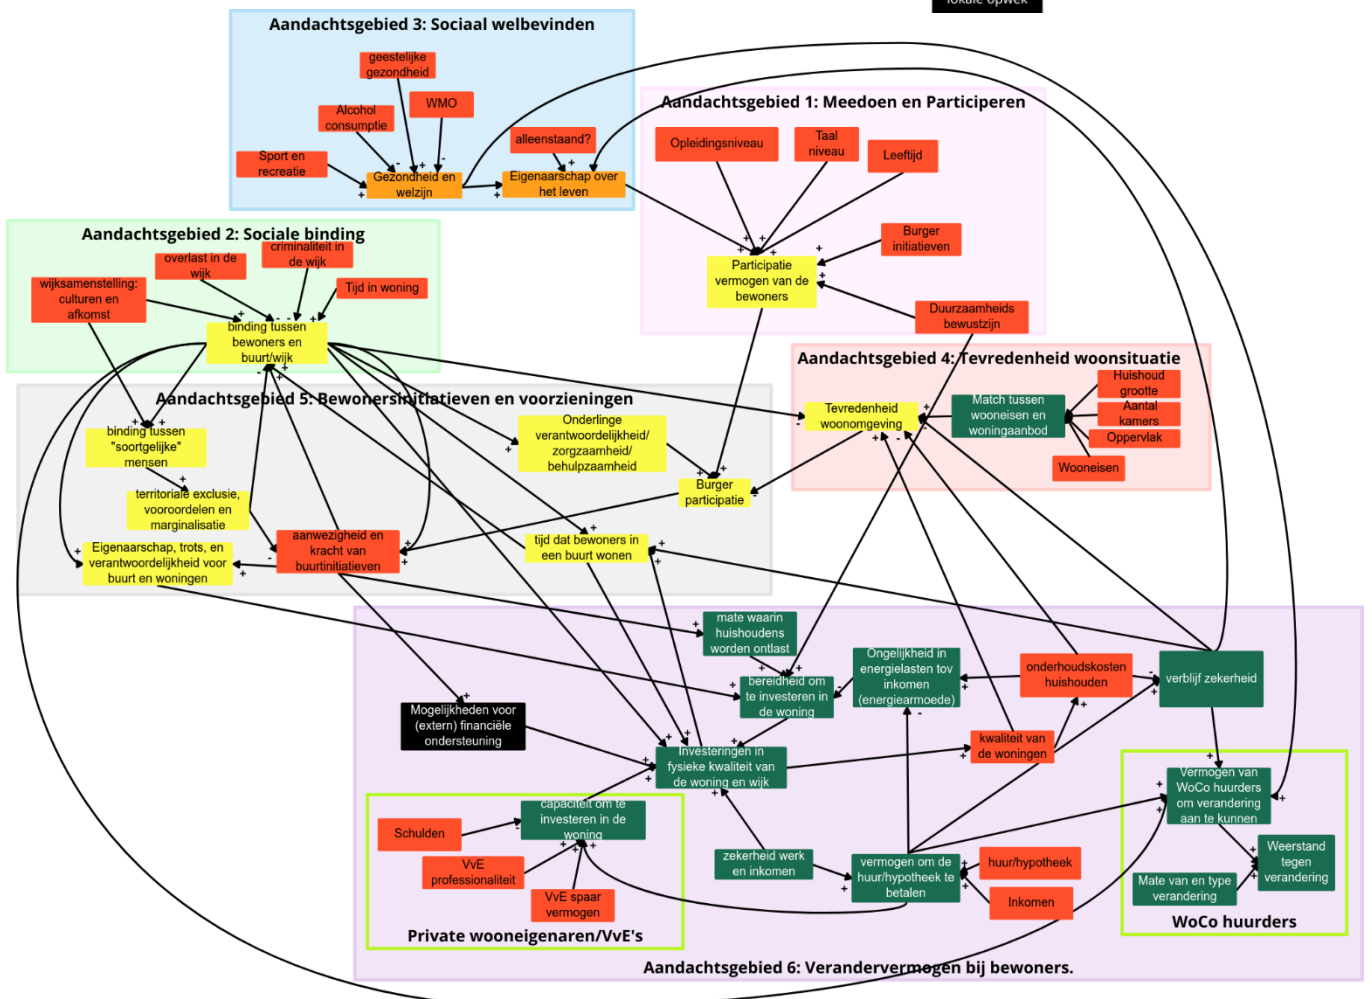 lokale opwek
Aandachtsgebied 3: Sociaal welbevinden
geestelijke
gezondheid
WMO
Alcohol
consumptie
alleenstaand?
Sport en
recreatie
Gezondheid en
welzijn
Eigenaarschap over
het leven
Aandachtsgebied 1: Meedoen en Participeren
Opleidingsniveau
Taal
niveau
Leeftijd
Burger
initiatieven
Participatie
vermogen van de
bewoners
Duurzaamheids
bewustzijn
Aandachtsgebied 2: Sociale binding
criminaliteit in
de wijk
overlast in de
wijk
Tijd in woning
wijksamenstelling:
culturen en
afkomst
binding tussen
bewoners en
buurt/wijk
Aandachtsgebied 4: Tevredenheid woonsituatie
Huishoud
grootte
Aantal
kamers
Oppervlak
Wooneisen
Match tussen
wooneisen en
woningaanbod
Tevredenheid
woonomgeving
Aandachtsgebied 5: Bewonersinitiatieven en voorzieningen
Onderlinge
verantwoordelijkheid/
zorgzaamheid/
behulpzaamheid
binding tussen
"soortgelijke"
mensen
Burger
participatie
territoriale exclusie,
vooroordelen en
marginalisatie
aanwezigheid en
kracht van
buurtinitiatieven
tijd dat bewoners in
een buurt wonen
Eigenaarschap, trots, en
verantwoordelijkheid voor
buurt en woningen
mate waarin
huishoudens
worden ontlast
Ongelijkheid in
energielasten tov
inkomen
(energiearmoede)
onderhoudskosten
huishouden
verblijf zekerheid
bereidheid om
te investeren in
de woning
Mogelijkheden voor
(extern) financiële
ondersteuning
kwaliteit van
de woningen
Investeringen in
fysieke kwaliteit van
de woning en wijk
Vermogen van
WoCo huurders
om verandering
aan te kunnen
capaciteit om te
investeren in de
woning
Schulden
VvE
professionaliteit
VvE spaar
vermogen
Private wooneigenaren/VvE's
zekerheid werk
en inkomen
vermogen om de
huur/hypotheek te
betalen
huur/hypotheek
Inkomen
Weerstand
tegen
verandering
Mate van en type
verandering
WoCo huurders
Aandachtsgebied 6: Verandervermogen bij bewoners.